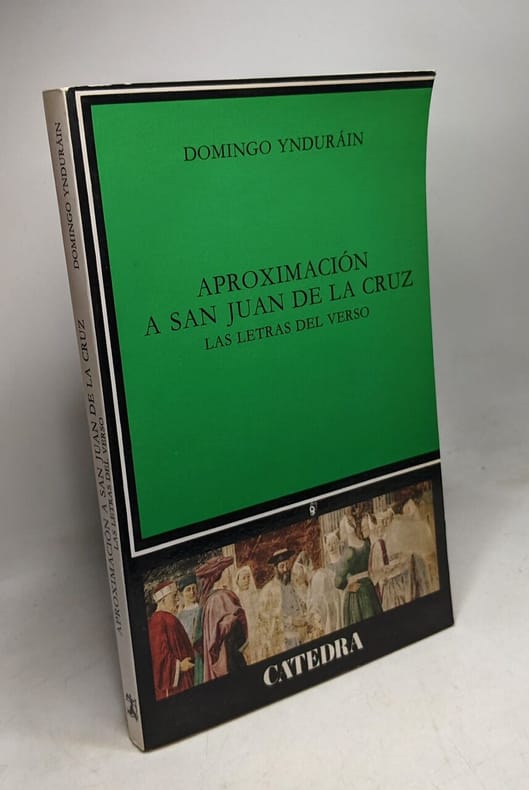 DOMINGO YNDURÁIN
APROXIMACIÓN
A SAN JUAN DE LA CRUZ
LAS LETRAS DEL VERSO
CATEDRA
DOMINGO YNDURÁIN
APROXIMACIÓN A SAN JUAN DE LA CRUZ
LAS LETRAS DEL VERSO